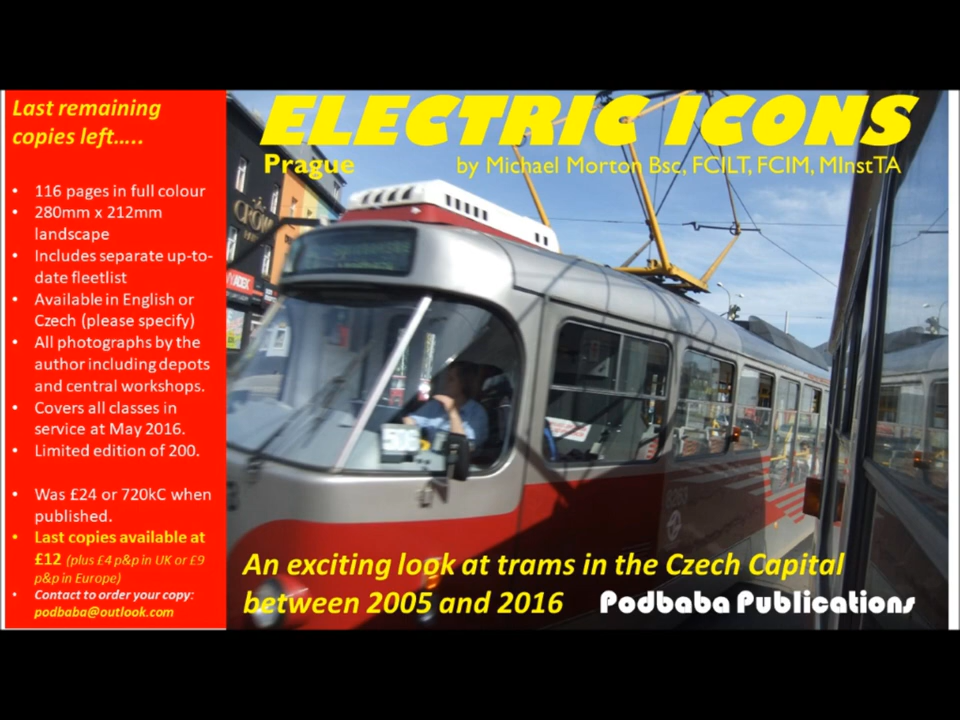 Last remaining
copies left.....
• 116 pages in full colour
• 280mm x 212mm
landscape
• Includes separate up-to-
date fleetlist
• Available in English or
Czech (please specify)
• All photographs by the
author including depots
and central workshops.
• Covers all classes in
service at May 2016.
• Limited edition of 200.
• Was £24 or 720kC when
published.
• Last copies available at
£12 (plus £4 p&p in UK or £9
p&p in Europe)
• Contact to order your copy:
podbaba@outlook.com
ELECTRIC ICONS
Prague by Michael Morton Bsc, FCILT, FCIM, MInstTA
CROWN
An exciting look at trams in the Czech Capital
between 2005 and 2016 Podbaba Publications